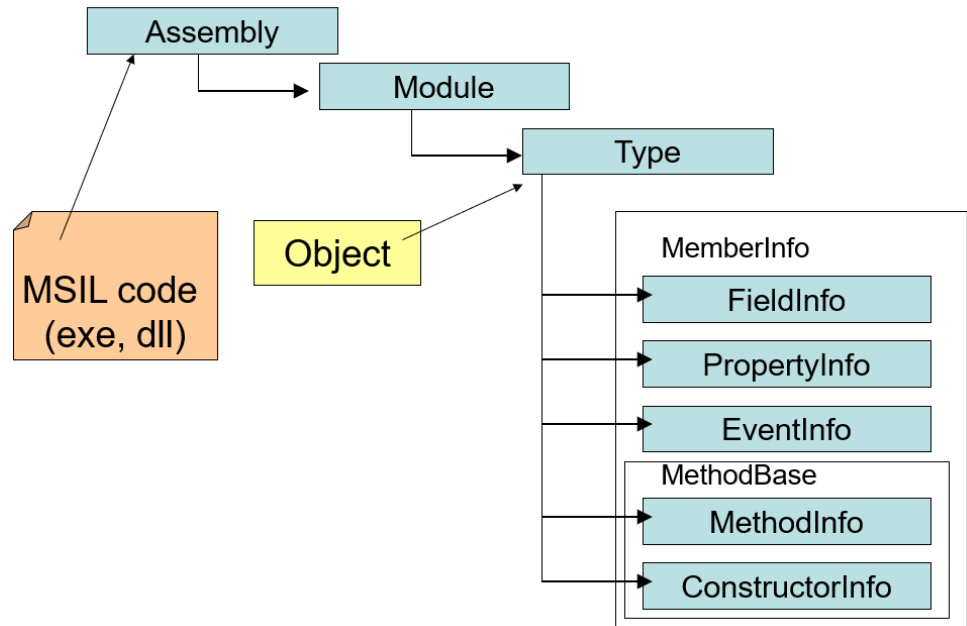 Assembly
Module
Type
Object
MSIL code
(exe, dll)
MemberInfo
FieldInfo
PropertyInfo
EventInfo
MethodBase
MethodInfo
ConstructorInfo